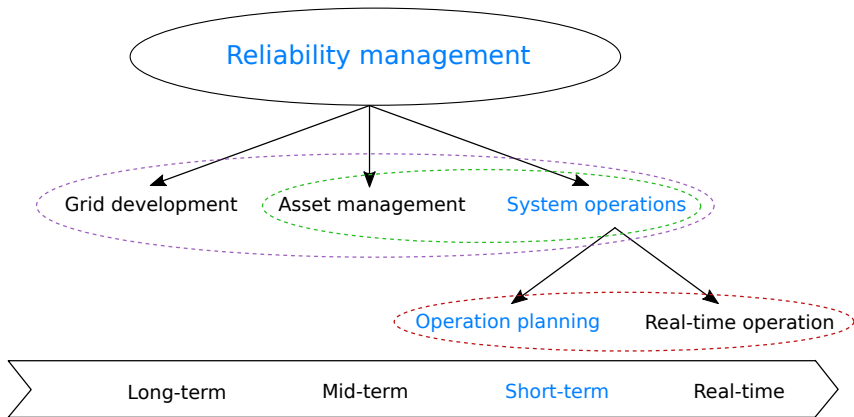 Reliability management
Grid development
Asset management
System operations
Operation planning
Real-time operation
Long-term
Mid-term
Short-term
Real-time